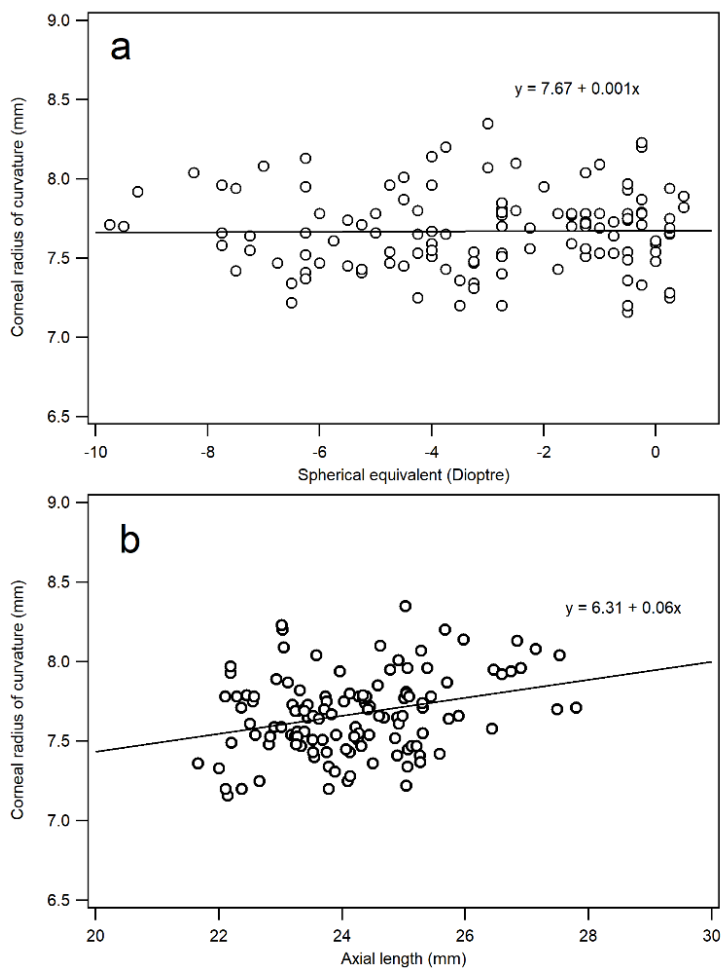 a
y = 7.67 + 0.001x
9.0
8.5
8.0
7.5
7.0
6.5
Corneal radius of curvature (mm)
-10 -8 -6 -4 -2 0
Spherical equivalent (Dioptre)
b
y = 6.31 + 0.06x
9.0
8.5
8.0
7.5
7.0
6.5
Corneal radius of curvature (mm)
20 22 24 26 28 30
Axial length (mm)